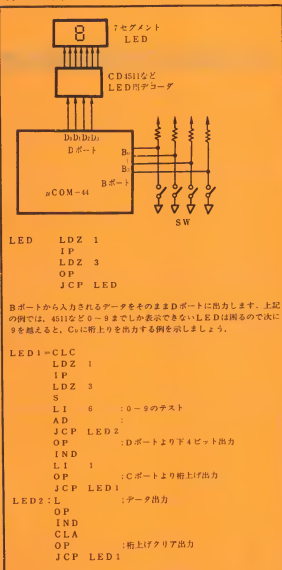 8
7セグメント
LED
CD4511など
LED用デコーダ
D₀D₁D₂D₃
Dポート
B₀
B₃
Bポート
μCOM-44
SW
LED LDZ 1
IP
LDZ 3
OP
JCP LED
Bポートから入力されるデータをそのままDポートに出力します。上記
の例では、4511など0～9までしか表示できないLEDは困るので次に
9を越えると、C₀に桁上りを出力する例を示しましょう。
LED1=CLC
LDZ 1
IP
LDZ 3
S
LI 6 :0～9のテスト
AD :
JCP LED2
OP :Dポートより下4ビット出力
IND
LI 1
OP :Cポートより桁上げ出力
JCP LED1
LED2:L :データ出力
OP
IND
CLA
OP :桁上げクリア出力
JCP LED1